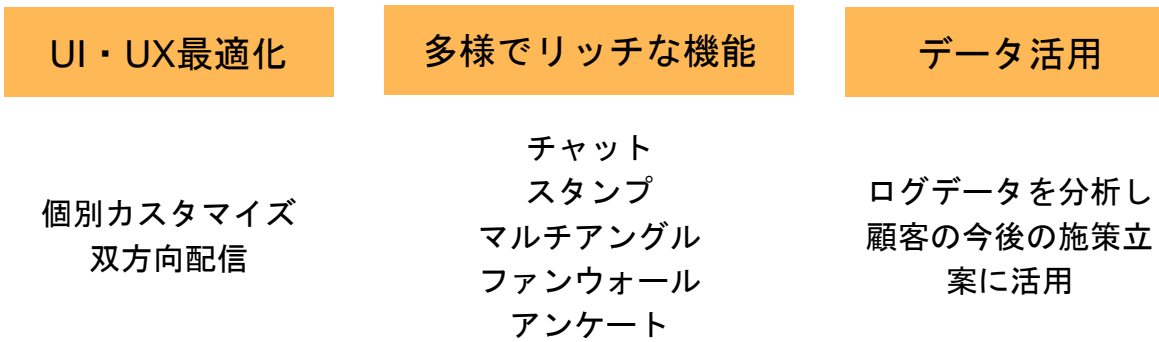 UI・UX最適化
個別カスタマイズ
双方向配信
多様でリッチな機能
チャット
スタンプ
マルチアングル
ファンウォール
アンケート
データ活用
ログデータを分析し
顧客の今後の施策立
案に活用